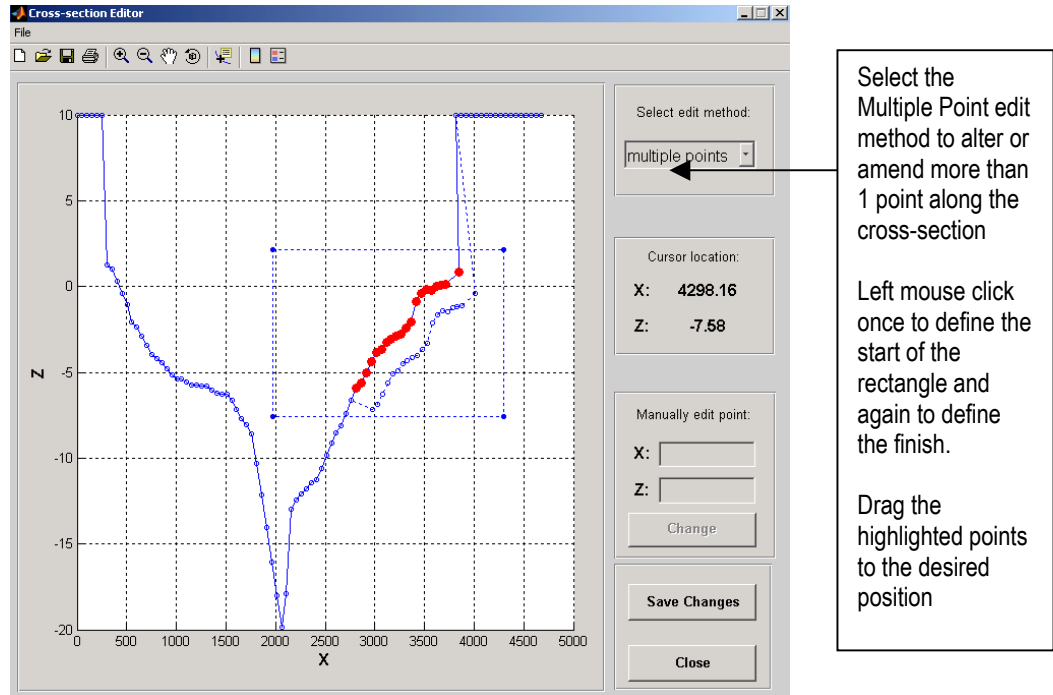 Cross-section Editor
File
Select edit method:
multiple points
Cursor location:
X: 4298.16
Z: -7.58
Manually edit point:
X:
Z:
Change
Save Changes
Close
10
5
0
-5
-10
-15
-20
Z
0 500 1000 1500 2000 2500 3000 3500 4000 4500 5000
X
Select the
Multiple Point edit
method to alter or
amend more than
1 point along the
cross-section
Left mouse click
once to define the
start of the
rectangle and
again to define
the finish.
Drag the
highlighted points
to the desired
position